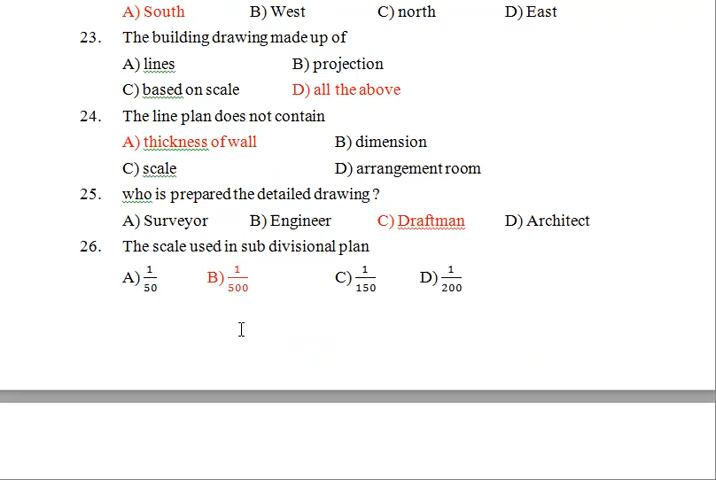 A) South B) West C) north D) East
23. The building drawing made up of
A) lines B) projection
C) based on scale D) all the above
24. The line plan does not contain
A) thickness of wall B) dimension
C) scale D) arrangement room
25. who is prepared the detailed drawing ?
A) Surveyor B) Engineer C) Draftman D) Architect
26. The scale used in sub divisional plan
A) 1/50 B) 1/500 C) 1/150 D) 1/200